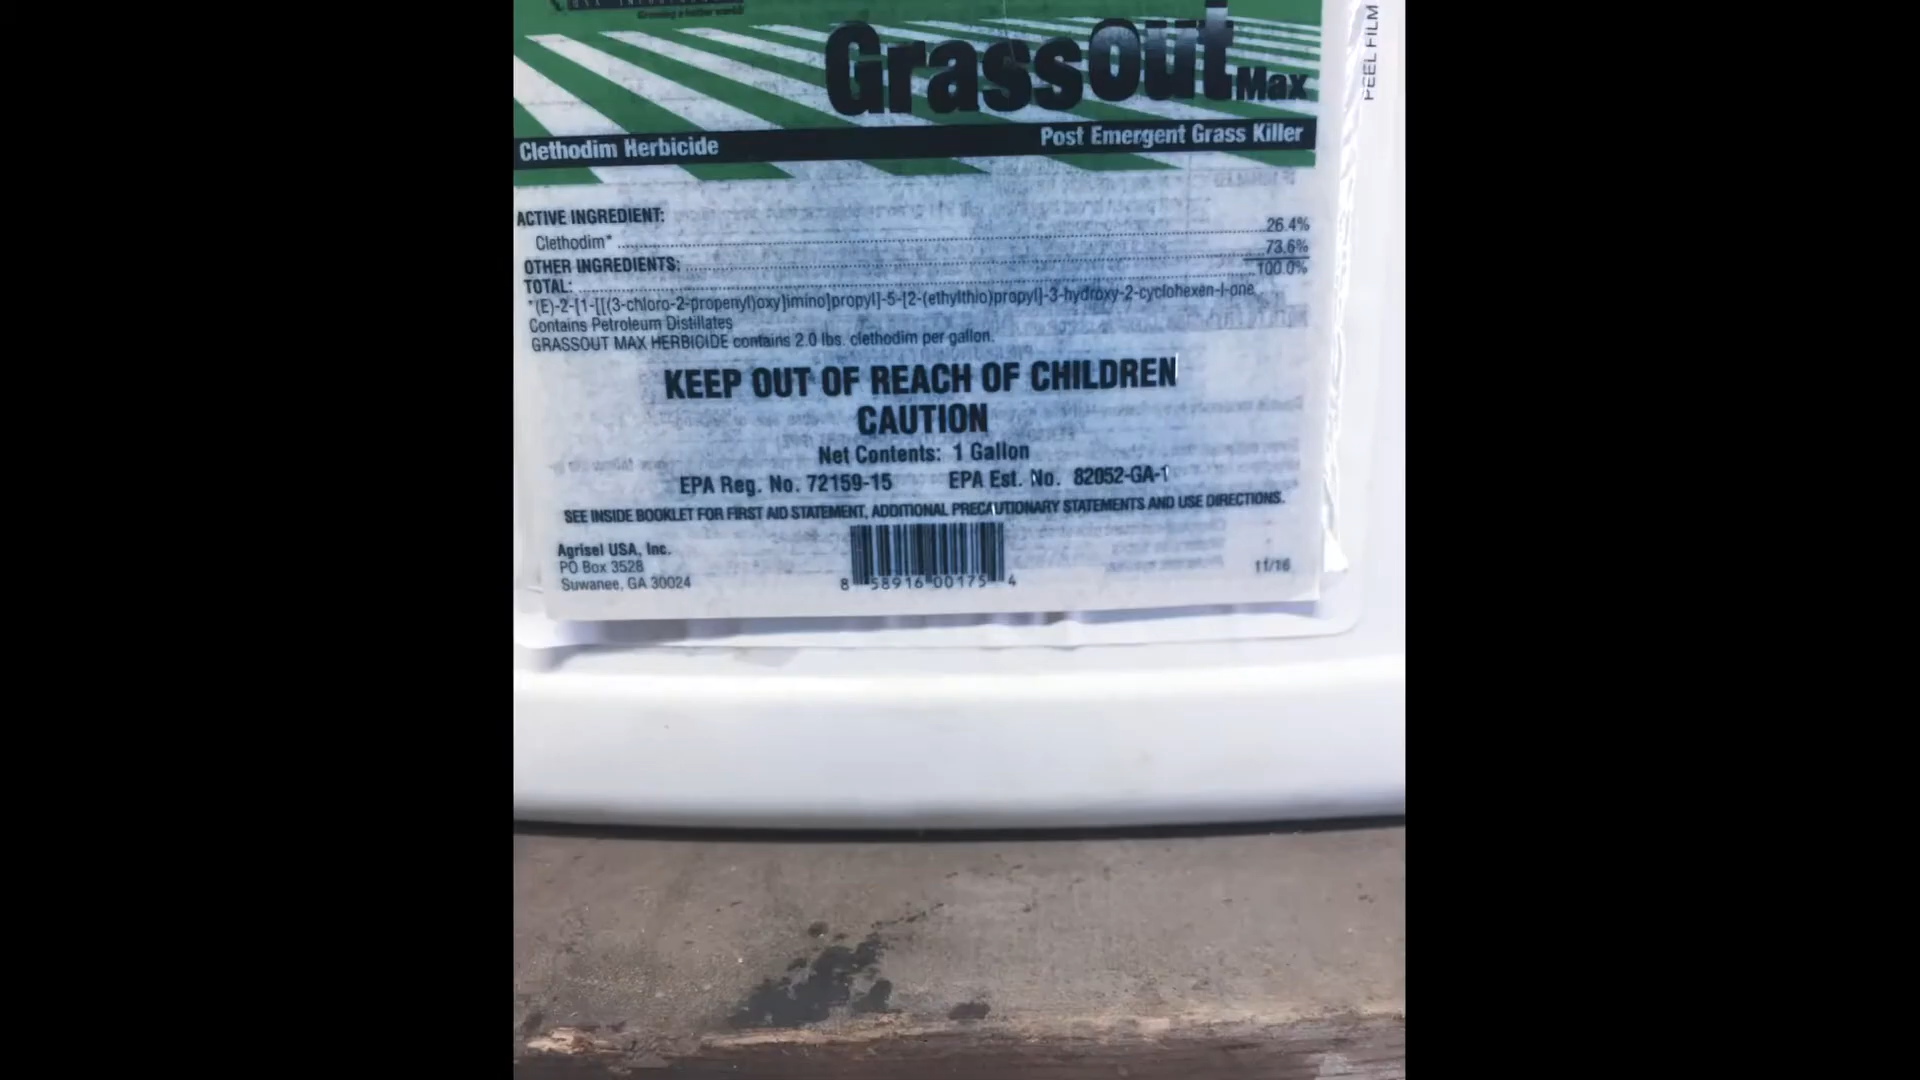 Growing a better world
GrassOut Max
Clethodim Herbicide
Post Emergent Grass Killer
PEEL FILM
ACTIVE INGREDIENT:
Clethodim* 26.4%
OTHER INGREDIENTS: 73.6%
TOTAL: 100.0%
*(E)-2-[1-[[(3-chloro-2-propenyl)oxy]imino]propyl]-5-[2-(ethylthio)propyl]-3-hydroxy-2-cyclohexen-l-one
Contains Petroleum Distillates
GRASSOUT MAX HERBICIDE contains 2.0 lbs. clethodim per gallon.
KEEP OUT OF REACH OF CHILDREN
CAUTION
Net Contents: 1 Gallon
EPA Reg. No. 72159-15 EPA Est. No. 82052-GA-1
SEE INSIDE BOOKLET FOR FIRST AID STATEMENT, ADDITIONAL PRECAUTIONARY STATEMENTS AND USE DIRECTIONS.
Agrisel USA, Inc.
PO Box 3528
Suwanee, GA 30024
8 58916 00175 4
11/16